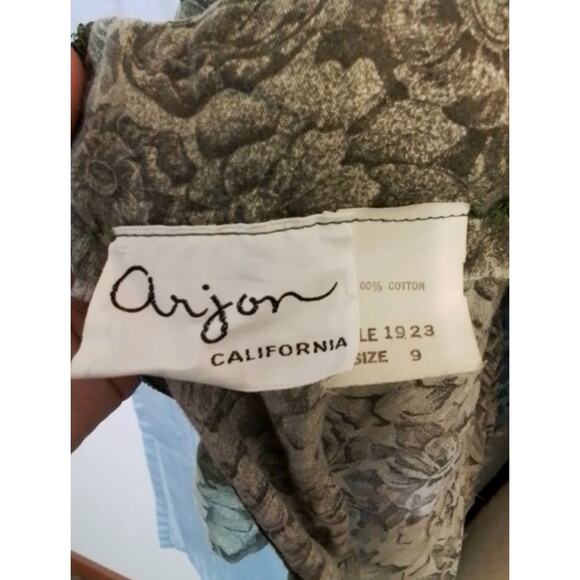 arjon
CALIFORNIA
00% COTTON
LE 1923
SIZE 9